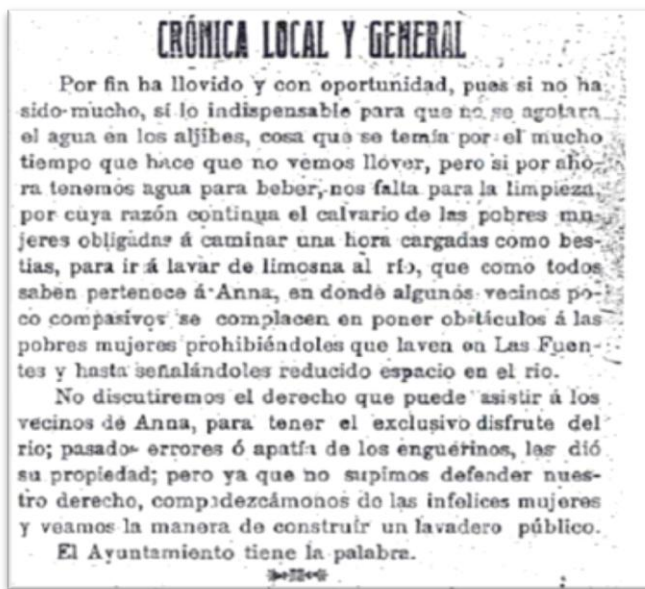 CRÓNICA LOCAL Y GENERAL
Por fin ha llovido y con oportunidad, pues si no ha
sido mucho, sí lo indispensable para que no se agotara
el agua en los aljibes, cosa que se temía por el mucho
tiempo que hace que no vemos llover, pero si por aho-
ra tenemos agua para beber, nos falta para la limpieza,
por cuya razón continua el calvario de las pobres mu-
jeres obligadas á caminar una hora cargadas como bes-
tias, para ir á lavar de limosna al río, que como todos
saben pertenece á Anna, en donde algunos vecinos po-
co compasivos se complacen en poner obstáculos á las
pobres mujeres prohibiéndoles que laven en Las Fuen-
tes y hasta señalándoles reducido espacio en el río.
No discutiremos el derecho que puede asistir á los
vecinos de Anna, para tener el exclusivo disfrute del
río; pasados errores ó apatía de los enguerinos, les dió
su propiedad; pero ya que no supimos defender nues-
tro derecho, compadezcámonos de las infelices mujeres
y veamos la manera de construir un lavadero público.
El Ayuntamiento tiene la palabra.